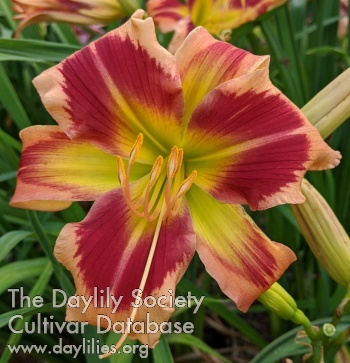 The Daylily Society
Cultivar Database
www.daylilies.org